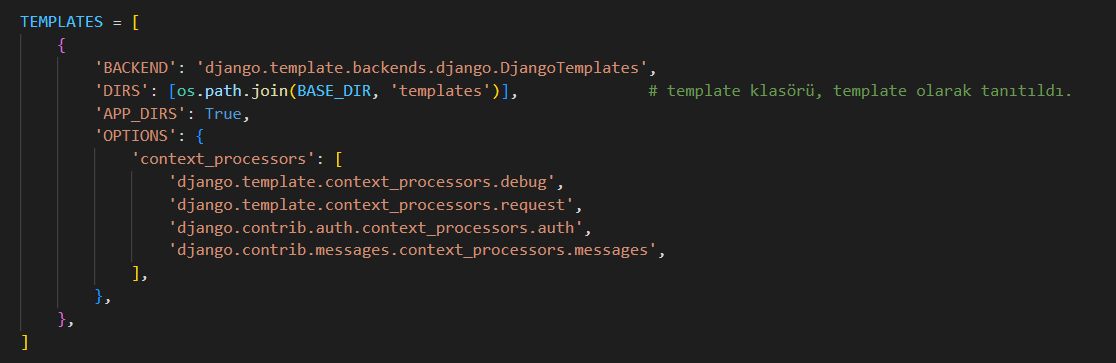 TEMPLATES = [
    {
        'BACKEND': 'django.template.backends.django.DjangoTemplates',
        'DIRS': [os.path.join(BASE_DIR, 'templates')],              # template klasörü, template olarak tanıtıldı.
        'APP_DIRS': True,
        'OPTIONS': {
            'context_processors': [
                'django.template.context_processors.debug',
                'django.template.context_processors.request',
                'django.contrib.auth.context_processors.auth',
                'django.contrib.messages.context_processors.messages',
            ],
        },
    },
]